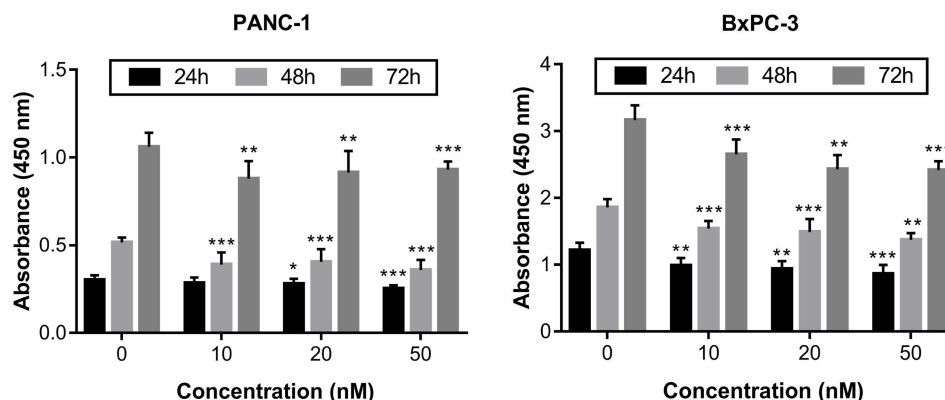 PANC-1
24h 48h 72h
Absorbance (450 nm)
1.5
1.0
0.5
0.0
** ** ***
*** *** ***
* ***
0 10 20 50
Concentration (nM)
BxPC-3
24h 48h 72h
Absorbance (450 nm)
4
3
2
1
0
*** ** ***
*** *** **
** ** ***
0 10 20 50
Concentration (nM)